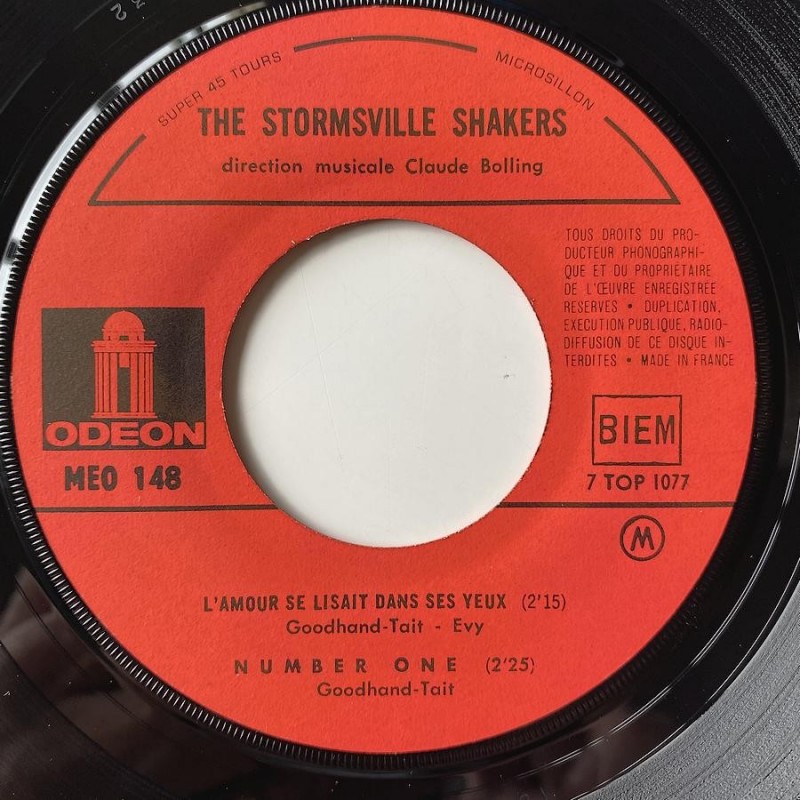 SUPER 45 TOURS
MICROSILLON
THE STORMSVILLE SHAKERS
direction musicale Claude Bolling
TOUS DROITS DU PRO-
DUCTEUR PHONOGRAPHI-
QUE ET DU PROPRIÉTAIRE
DE L'ŒUVRE ENREGISTREE
RESERVES • DUPLICATION,
EXECUTION PUBLIQUE, RADIO-
DIFFUSION DE CE DISQUE IN-
TERDITES • MADE IN FRANCE
ODEON
MEO 148
BIEM
7 TOP 1077
M
L'AMOUR SE LISAIT DANS SES YEUX (2'15)
Goodhand-Tait - Evy
NUMBER ONE (2'25)
Goodhand-Tait